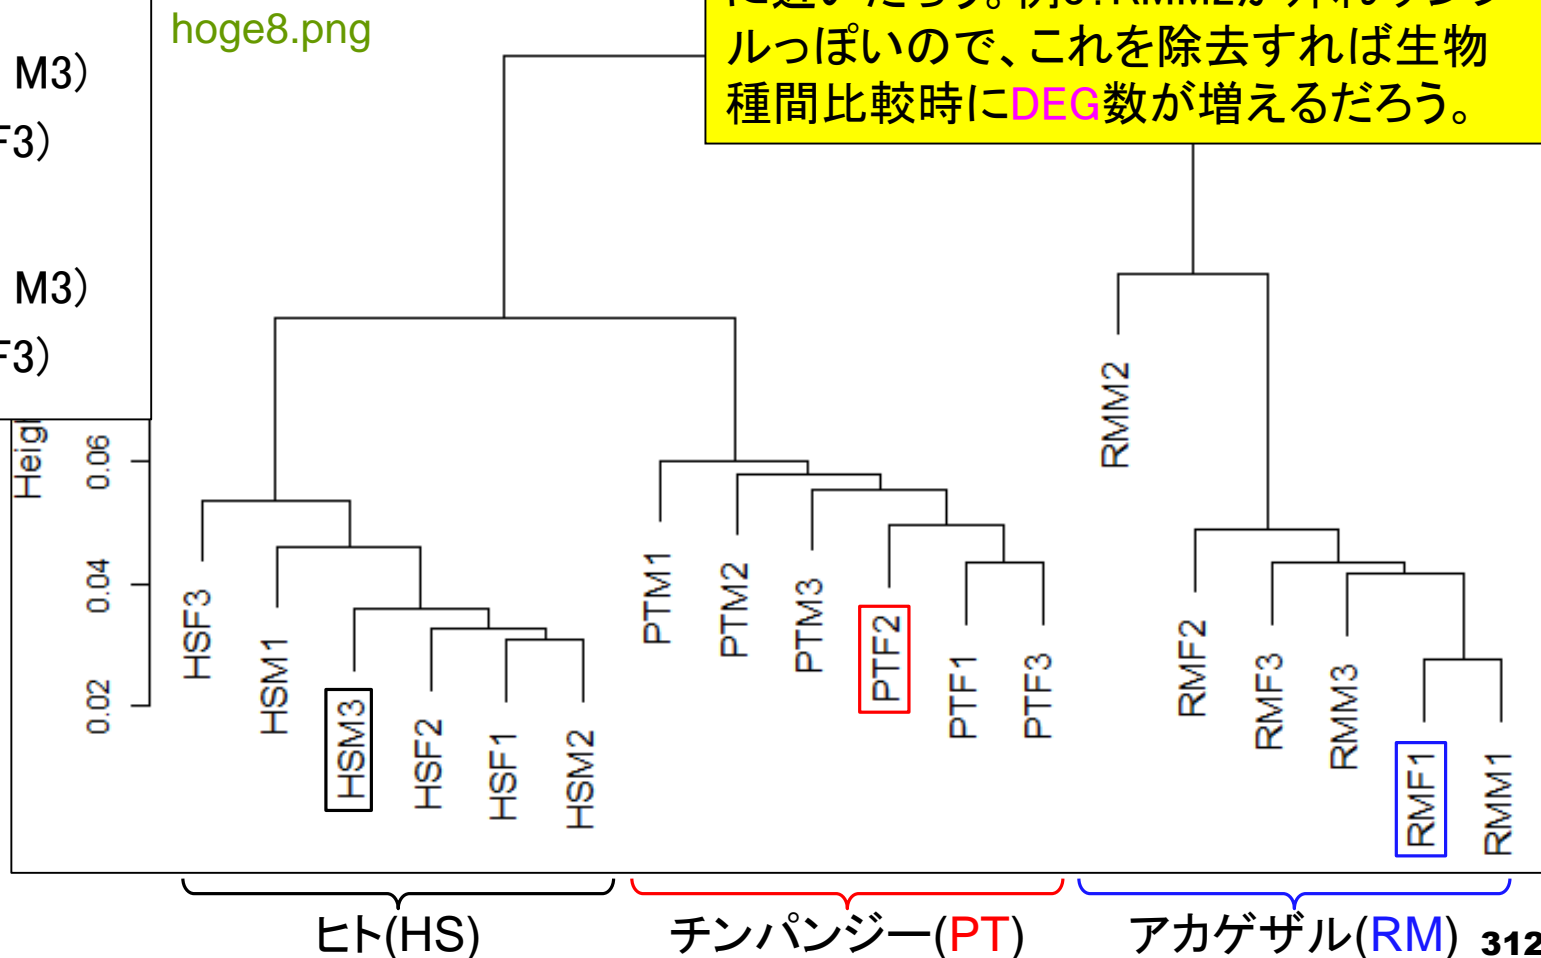 hoge8.png
M3)
F3)
M3)
F3)
ルっぽいので、これを除去すれば生物
種間比較時にDEG数が増えるだろう。
0.06
0.04
0.02
HSF3
HSM1
HSM3
HSF2
HSF1
HSM2
PTM1
PTM2
PTM3
PTF2
PTF1
PTF3
RMM2
RMF2
RMF3
RMM3
RMF1
RMM1
ヒト(HS)
チンパンジー(PT)
アカゲザル(RM)
312